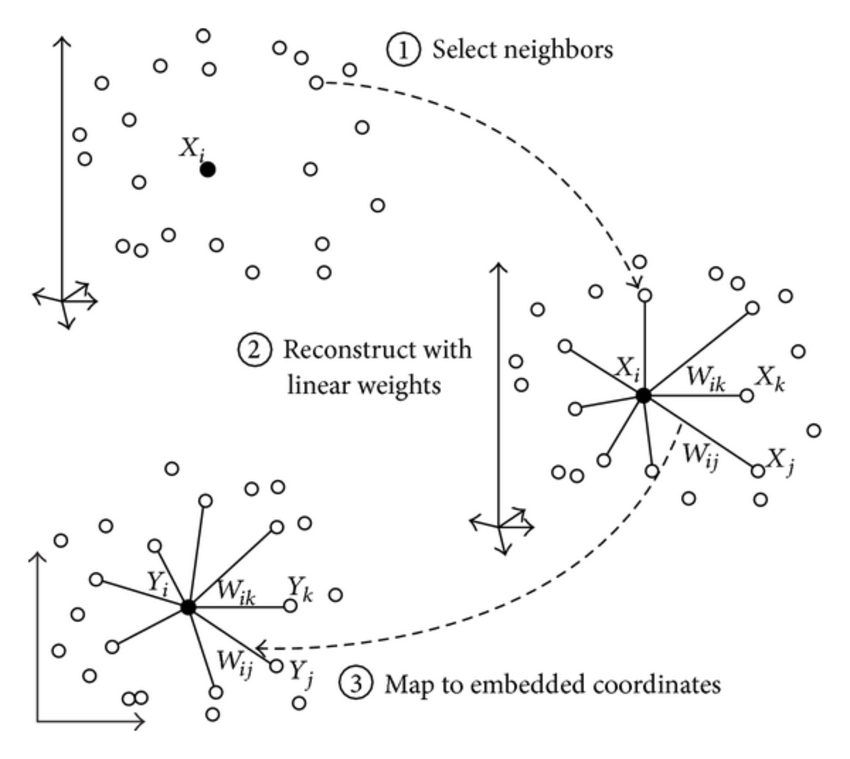 ① Select neighbors
X_i
② Reconstruct with
linear weights
X_i
W_ik
X_k
W_ij
X_j
Y_i
W_ik
Y_k
W_ij
Y_j
③ Map to embedded coordinates